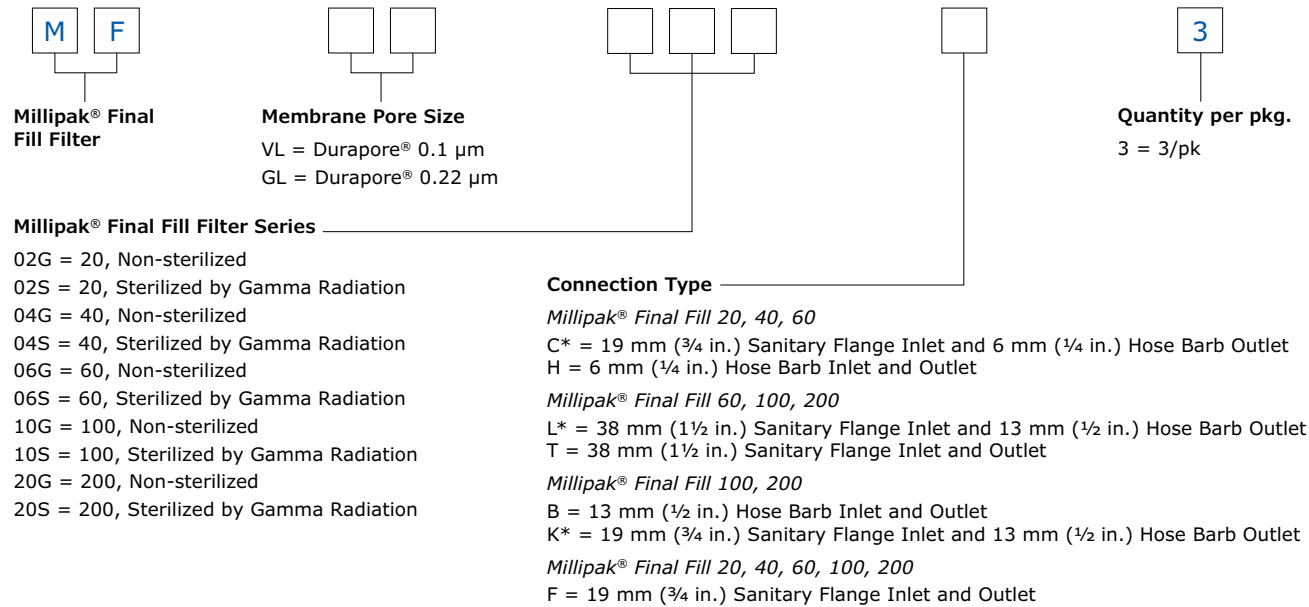 M F 3
Millipak® Final
Fill Filter
Membrane Pore Size
VL = Durapore® 0.1 µm
GL = Durapore® 0.22 µm
Quantity per pkg.
3 = 3/pk
Millipak® Final Fill Filter Series
02G = 20, Non-sterilized
02S = 20, Sterilized by Gamma Radiation
04G = 40, Non-sterilized
04S = 40, Sterilized by Gamma Radiation
06G = 60, Non-sterilized
06S = 60, Sterilized by Gamma Radiation
10G = 100, Non-sterilized
10S = 100, Sterilized by Gamma Radiation
20G = 200, Non-sterilized
20S = 200, Sterilized by Gamma Radiation
Connection Type
Millipak® Final Fill 20, 40, 60
C* = 19 mm (¾ in.) Sanitary Flange Inlet and 6 mm (¼ in.) Hose Barb Outlet
H = 6 mm (¼ in.) Hose Barb Inlet and Outlet
Millipak® Final Fill 60, 100, 200
L* = 38 mm (1½ in.) Sanitary Flange Inlet and 13 mm (½ in.) Hose Barb Outlet
T = 38 mm (1½ in.) Sanitary Flange Inlet and Outlet
Millipak® Final Fill 100, 200
B = 13 mm (½ in.) Hose Barb Inlet and Outlet
K* = 19 mm (¾ in.) Sanitary Flange Inlet and 13 mm (½ in.) Hose Barb Outlet
Millipak® Final Fill 20, 40, 60, 100, 200
F = 19 mm (¾ in.) Sanitary Flange Inlet and Outlet